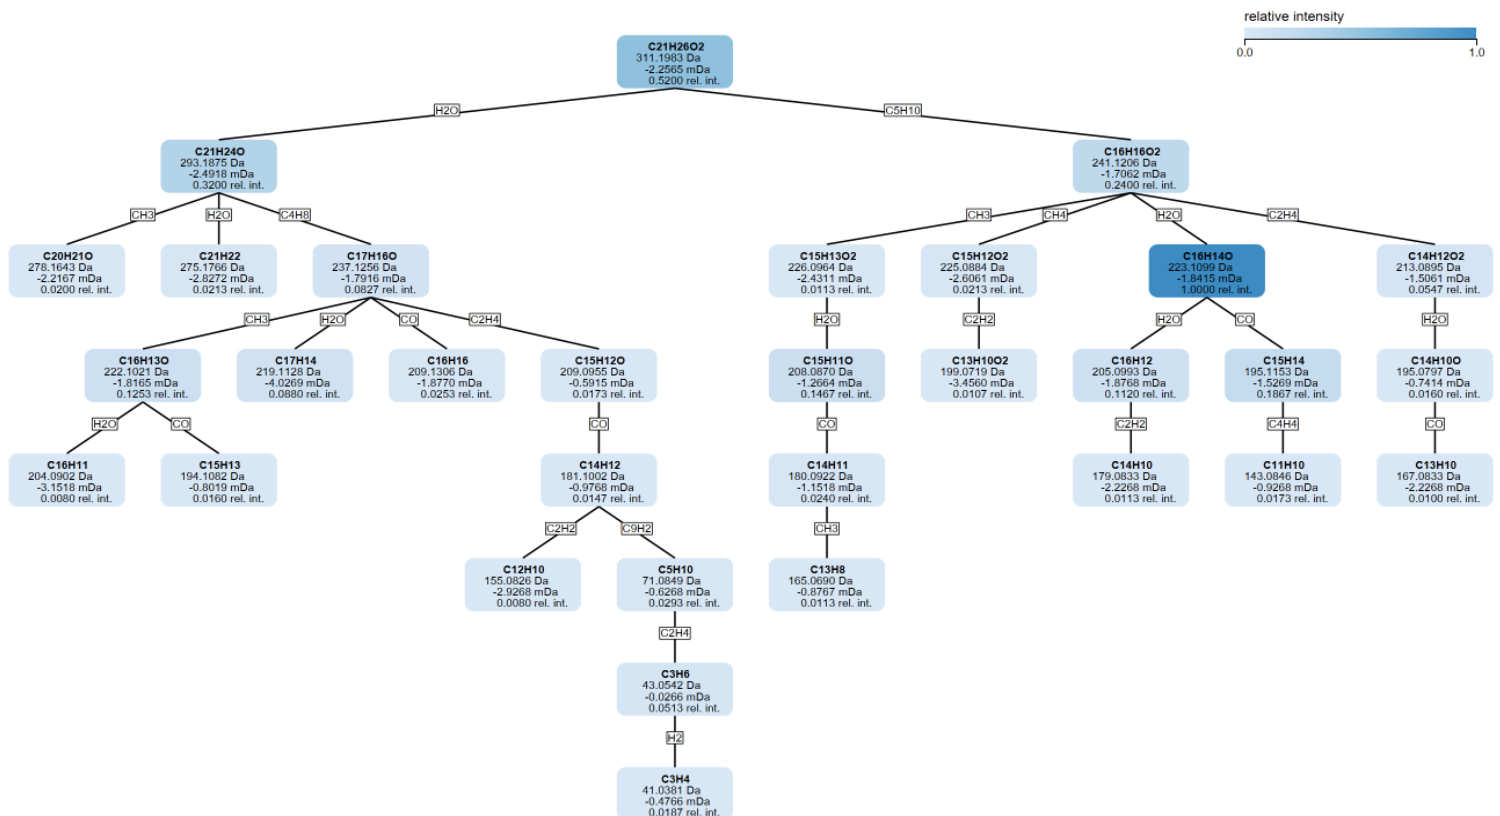 relative intensity
0.0
1.0
C21H26O2
311.1983 Da
-2.2565 mDa
0.5200 rel. int.
H2O
C5H10
C21H24O
293.1875 Da
-2.4918 mDa
0.3200 rel. int.
C16H16O2
241.1206 Da
-1.7062 mDa
0.2400 rel. int.
CH3
H2O
C4H8
CH3
CH4
H2O
C2H4
C20H21O
278.1643 Da
-2.2167 mDa
0.0200 rel. int.
C21H22
275.1766 Da
-2.8272 mDa
0.0213 rel. int.
C17H16O
237.1256 Da
-1.7916 mDa
0.0827 rel. int.
C15H13O2
226.0964 Da
-2.4311 mDa
0.0113 rel. int.
C15H12O2
225.0884 Da
-2.6061 mDa
0.0213 rel. int.
C16H14O
223.1099 Da
-1.8415 mDa
1.0000 rel. int.
C14H12O2
213.0895 Da
-1.5061 mDa
0.0547 rel. int.
CH3
H2O
CO
C2H4
H2O
C2H2
H2O
CO
H2O
C16H13O
222.1021 Da
-1.8165 mDa
0.1253 rel. int.
C17H14
219.1128 Da
-4.0269 mDa
0.0880 rel. int.
C16H16
209.1306 Da
-1.8770 mDa
0.0253 rel. int.
C15H12O
209.0955 Da
-0.5915 mDa
0.0173 rel. int.
C15H11O
208.0870 Da
-1.2664 mDa
0.1467 rel. int.
C13H10O2
199.0719 Da
-3.4560 mDa
0.0107 rel. int.
C16H12
205.0993 Da
-1.8768 mDa
0.1120 rel. int.
C15H14
195.1153 Da
-1.5269 mDa
0.1867 rel. int.
C14H10O
195.0797 Da
-0.7414 mDa
0.0160 rel. int.
H2O
CO
CO
CO
C2H2
C4H4
CO
C16H11
204.0902 Da
-3.1518 mDa
0.0080 rel. int.
C15H13
194.1082 Da
-0.8019 mDa
0.0160 rel. int.
C14H12
181.1002 Da
-0.9768 mDa
0.0147 rel. int.
C14H11
180.0922 Da
-1.1518 mDa
0.0240 rel. int.
C14H10
179.0833 Da
-2.2268 mDa
0.0113 rel. int.
C11H10
143.0846 Da
-0.9268 mDa
0.0173 rel. int.
C13H10
167.0833 Da
-2.2268 mDa
0.0100 rel. int.
C2H2
C9H2
CH3
C12H10
155.0826 Da
-2.9268 mDa
0.0080 rel. int.
C5H10
71.0849 Da
-0.6268 mDa
0.0293 rel. int.
C13H8
165.0690 Da
-0.8767 mDa
0.0113 rel. int.
C2H4
C3H6
43.0542 Da
-0.0266 mDa
0.0513 rel. int.
H2
C3H4
41.0381 Da
-0.4766 mDa
0.0187 rel. int.